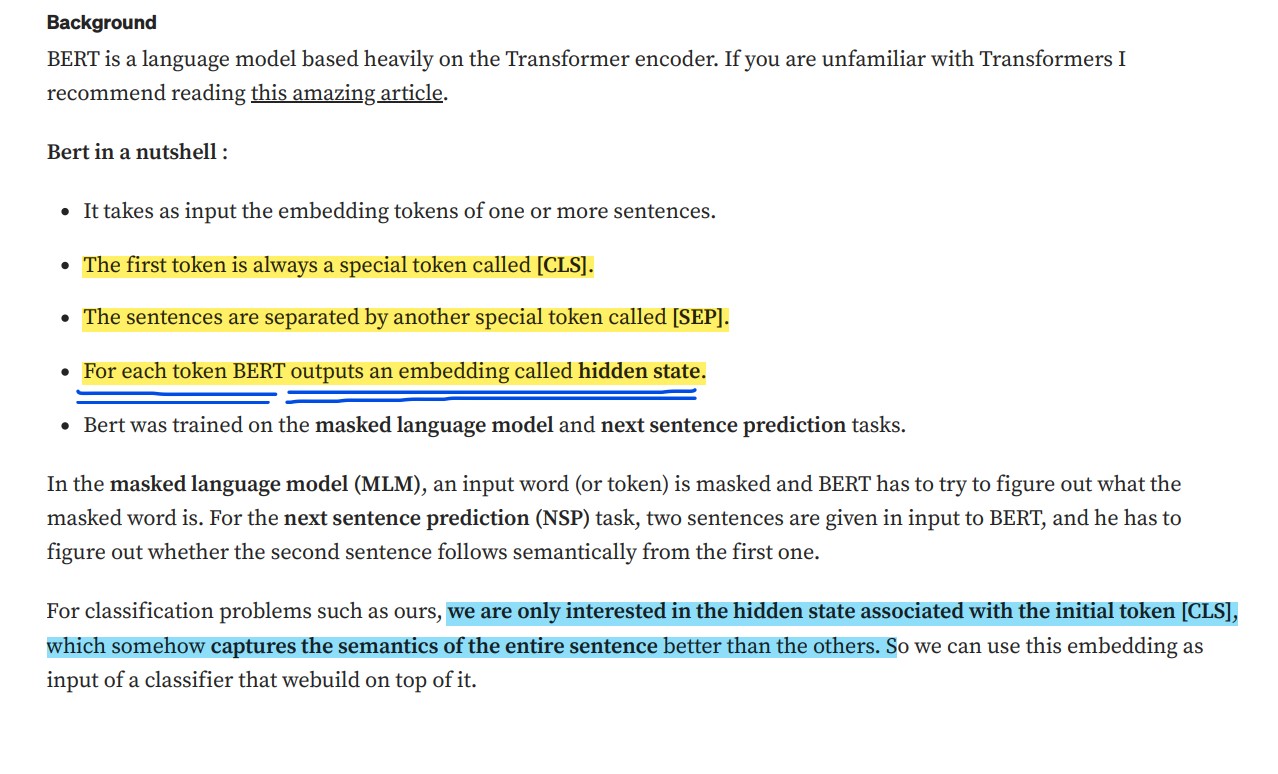 Background
BERT is a language model based heavily on the Transformer encoder. If you are unfamiliar with Transformers I
recommend reading this amazing article.
Bert in a nutshell :
• It takes as input the embedding tokens of one or more sentences.
• The first token is always a special token called [CLS].
• The sentences are separated by another special token called [SEP].
• For each token BERT outputs an embedding called hidden state.
• Bert was trained on the masked language model and next sentence prediction tasks.
In the masked language model (MLM), an input word (or token) is masked and BERT has to try to figure out what the
masked word is. For the next sentence prediction (NSP) task, two sentences are given in input to BERT, and he has to
figure out whether the second sentence follows semantically from the first one.
For classification problems such as ours, we are only interested in the hidden state associated with the initial token [CLS],
which somehow captures the semantics of the entire sentence better than the others. So we can use this embedding as
input of a classifier that webuild on top of it.